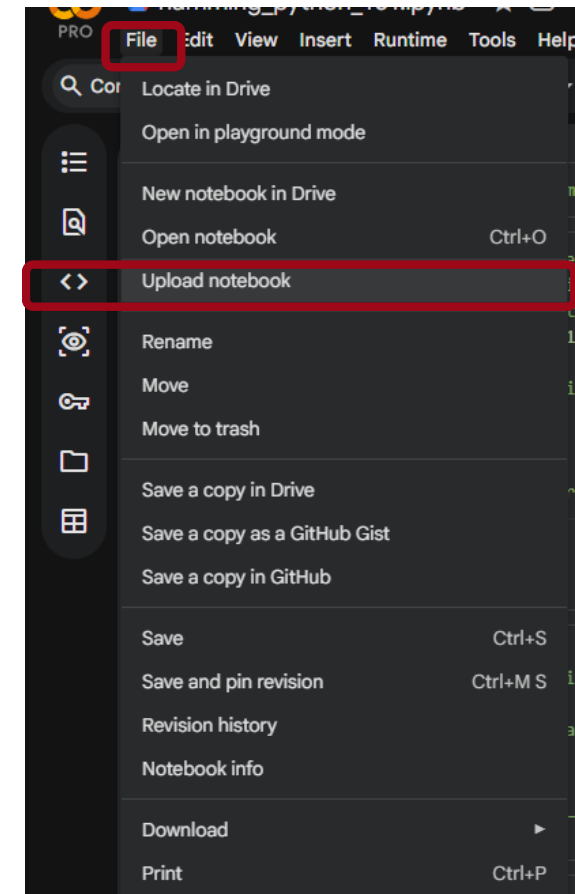 PRO
File Edit View Insert Runtime Tools Help
Locate in Drive
Open in playground mode
New notebook in Drive
Open notebook Ctrl+O
Upload notebook
Rename
Move
Move to trash
Save a copy in Drive
Save a copy as a GitHub Gist
Save a copy in GitHub
Save Ctrl+S
Save and pin revision Ctrl+M S
Revision history
Notebook info
Download ►
Print Ctrl+P